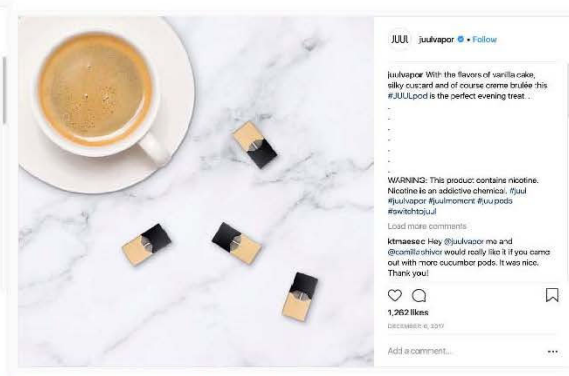 JUUL juulvapor • Follow
juulvapor With the flavors of vanilla cake,
silky custard and of course creme brulée this
#JUULpod is the perfect evening treat. .
.
.
.
.
.
.
WARNING: This product contains nicotine.
Nicotine is an addictive chemical. #juul
#juulvapor #juulmoment #juulpods
#switchtojuul
Load more comments
ktmaesec Hey @juulvapor me and
@camillashiver would really like it if you came
out with more cucumber pods. It was nice.
Thank you!
1,262 likes
DECEMBER 6, 2017
Add a comment...